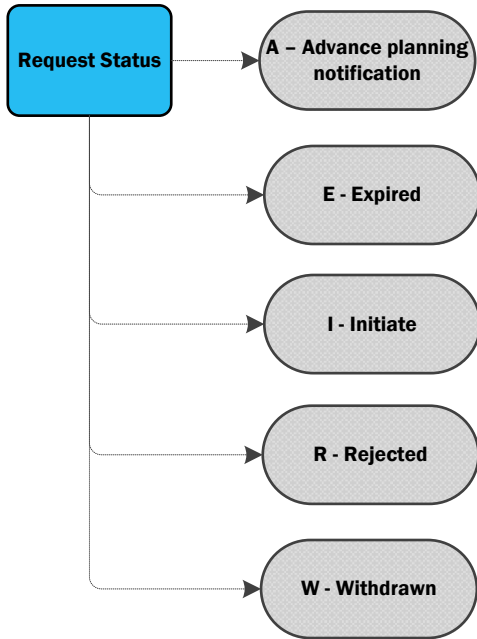 Request Status
A – Advance planning
notification
E - Expired
I - Initiate
R - Rejected
W - Withdrawn